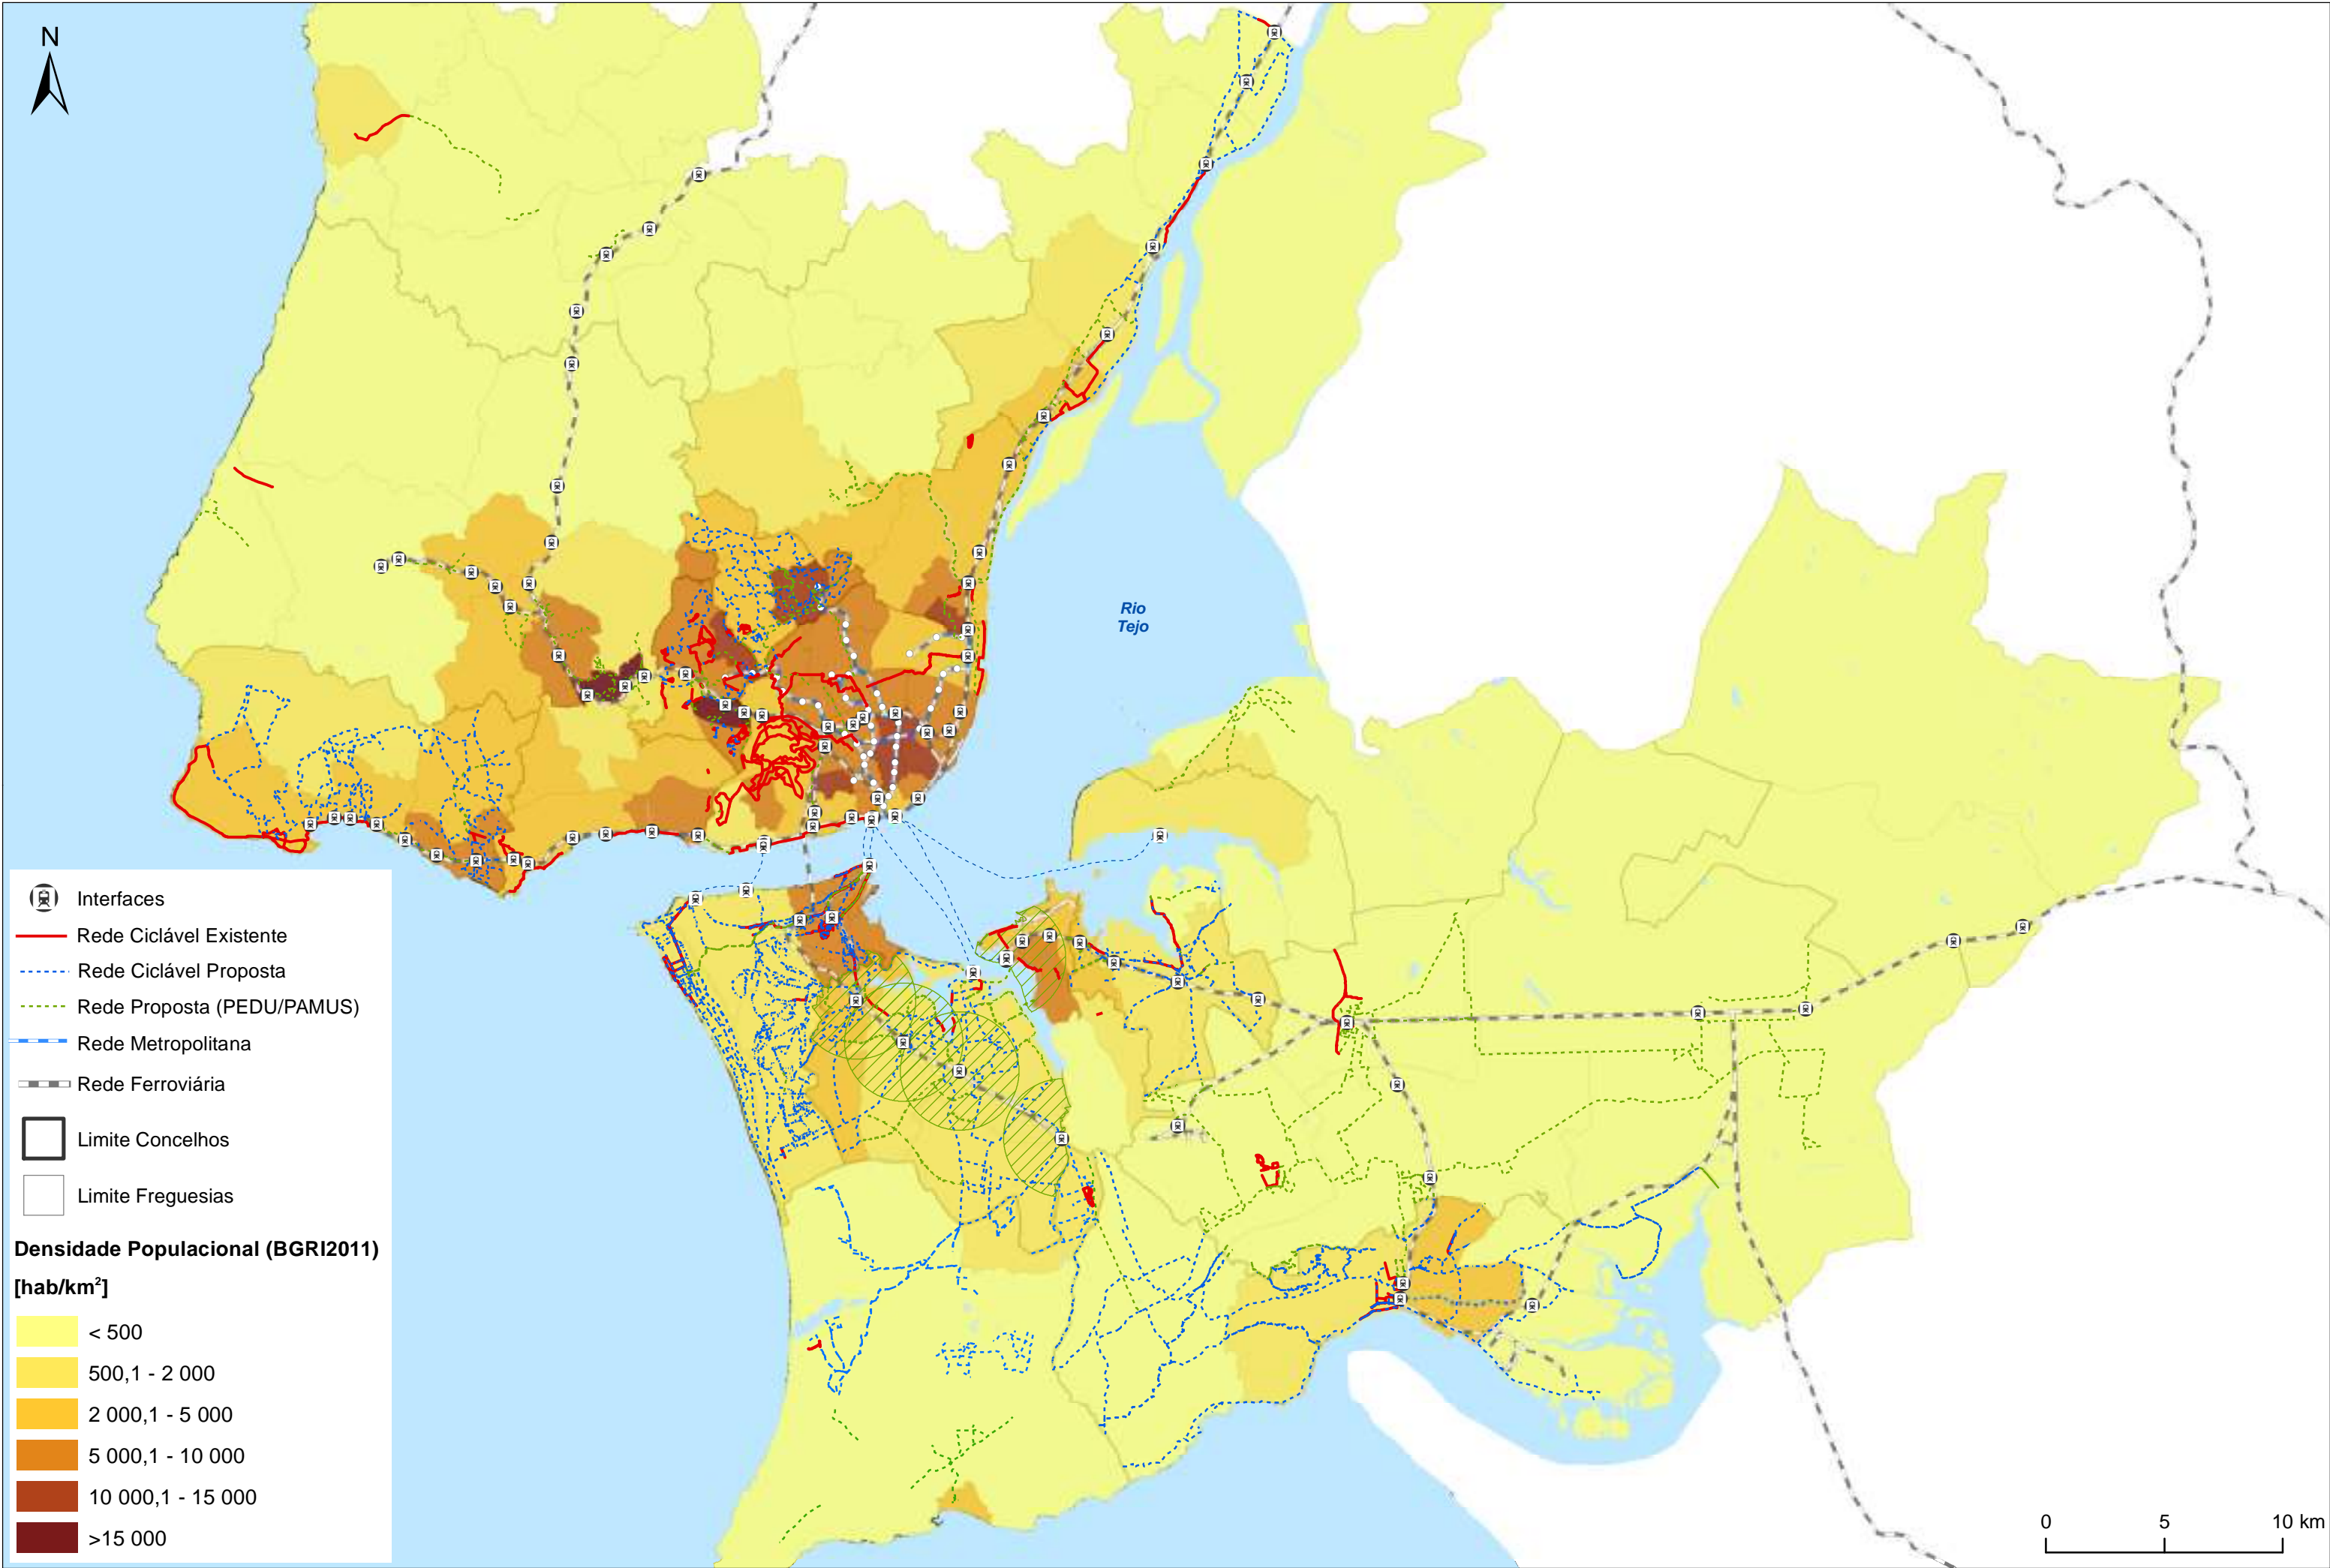 N
Rio
Tejo
Interfaces
Rede Ciclável Existente
Rede Ciclável Proposta
Rede Proposta (PEDU/PAMUS)
Rede Metropolitana
Rede Ferroviária
Limite Concelhos
Limite Freguesias
Densidade Populacional (BGRI2011)
[hab/km²]
< 500
500,1 - 2 000
2 000,1 - 5 000
5 000,1 - 10 000
10 000,1 - 15 000
>15 000
0 5 10 km